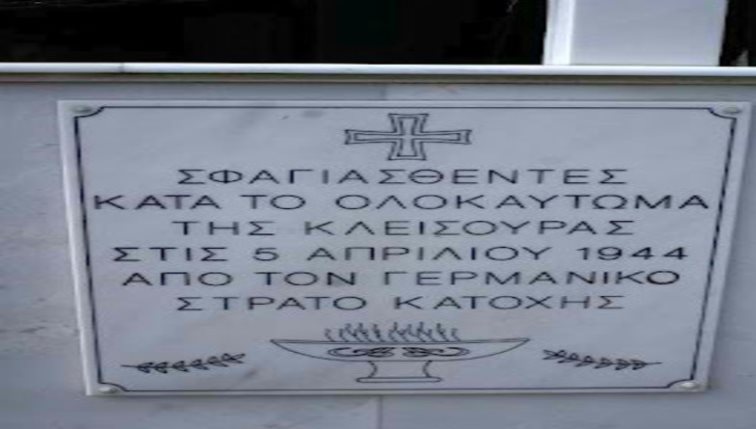 ΣΦΑΓΙΑΣΘΕΝΤΕΣ
ΚΑΤΑ ΤΟ ΟΛΟΚΑΥΤΩΜΑ
ΤΗΣ ΚΛΕΙΣΟΥΡΑΣ
ΣΤΙΣ 5 ΑΠΡΙΛΙΟΥ 1944
ΑΠΟ ΤΟΝ ΓΕΡΜΑΝΙΚΟ
ΣΤΡΑΤΟ ΚΑΤΟΧΗΣ